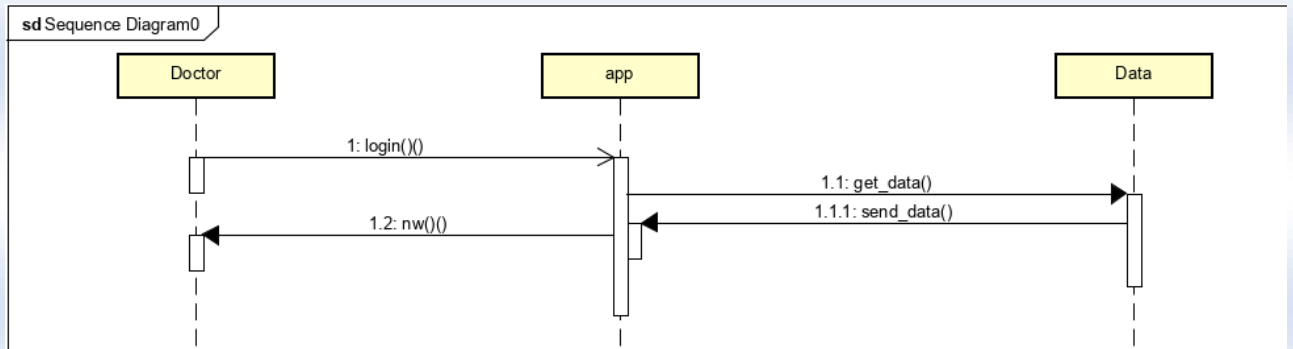 sd Sequence Diagram0
Doctor
app
Data
1: login()()
1.1: get_data()
1.1.1: send_data()
1.2: nw()()